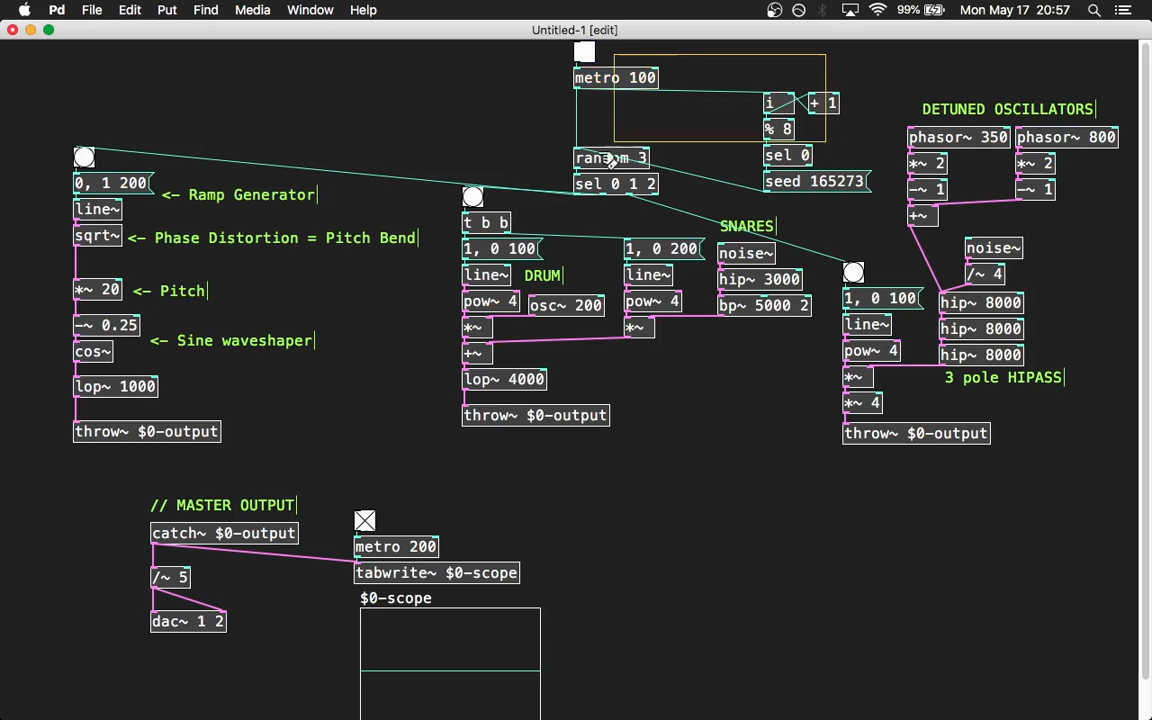 Pd File Edit Put Find Media Window Help 99% Mon May 17 20:57
Untitled-1 [edit]
metro 100
i
+ 1
% 8
random 3
sel 0
sel 0 1 2
seed 165273
DETUNED OSCILLATORS
phasor~ 350
phasor~ 800
*~ 2
*~ 2
-~ 1
-~ 1
+~
noise~
/~ 4
hip~ 8000
hip~ 8000
hip~ 8000
3 pole HIPASS
0, 1 200
<- Ramp Generator
line~
sqrt~
<- Phase Distortion = Pitch Bend
*~ 20
<- Pitch
-~ 0.25
<- Sine waveshaper
cos~
lop~ 1000
throw~ $0-output
t b b
1, 0 100
1, 0 200
line~
DRUM
line~
pow~ 4
osc~ 200
pow~ 4
*~
*~
+~
lop~ 4000
throw~ $0-output
SNARES
noise~
hip~ 3000
bp~ 5000 2
1, 0 100
line~
pow~ 4
*~
*~ 4
throw~ $0-output
// MASTER OUTPUT
catch~ $0-output
/~ 5
dac~ 1 2
metro 200
tabwrite~ $0-scope
$0-scope